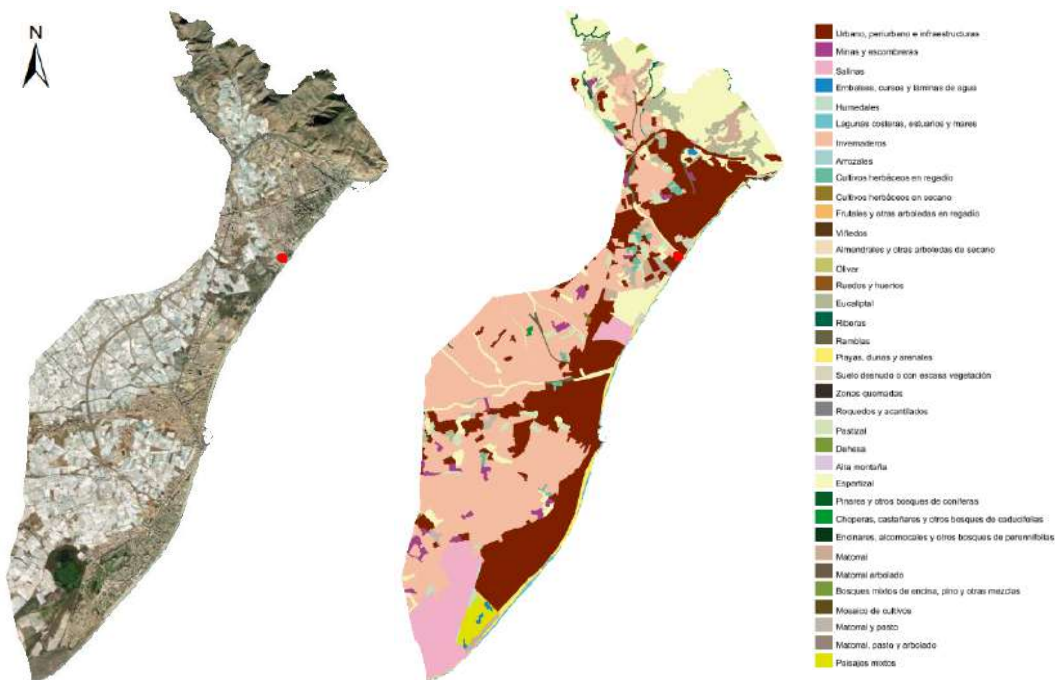 N
Urbano, periurbano e infraestructuras
Minas y escombreras
Salinas
Embalses, cursos y láminas de agua
Humedales
Lagunas costeras, estuarios y mares
Invernaderos
Arrozales
Cultivos herbáceos en regadío
Cultivos herbáceos en secano
Frutales y otras arboledas en regadío
Viñedos
Almendrales y otras arboledas de secano
Olivar
Ruedos y huertos
Eucaliptal
Riberas
Ramblas
Playas, dunas y arenales
Suelo desnudo o con escasa vegetación
Zonas quemadas
Roquedos y acantilados
Pastizal
Dehesa
Alta montaña
Espartizal
Pinares y otros bosques de coníferas
Choperas, castañares y otros bosques de caducifolias
Encinares, alcornocales y otros bosques de perennifolias
Matorral
Matorral arbolado
Bosques mixtos de encina, pino y otras mezclas
Mosaico de cultivos
Matorral y pasto
Matorral, pasto y arbolado
Paisajes mixtos